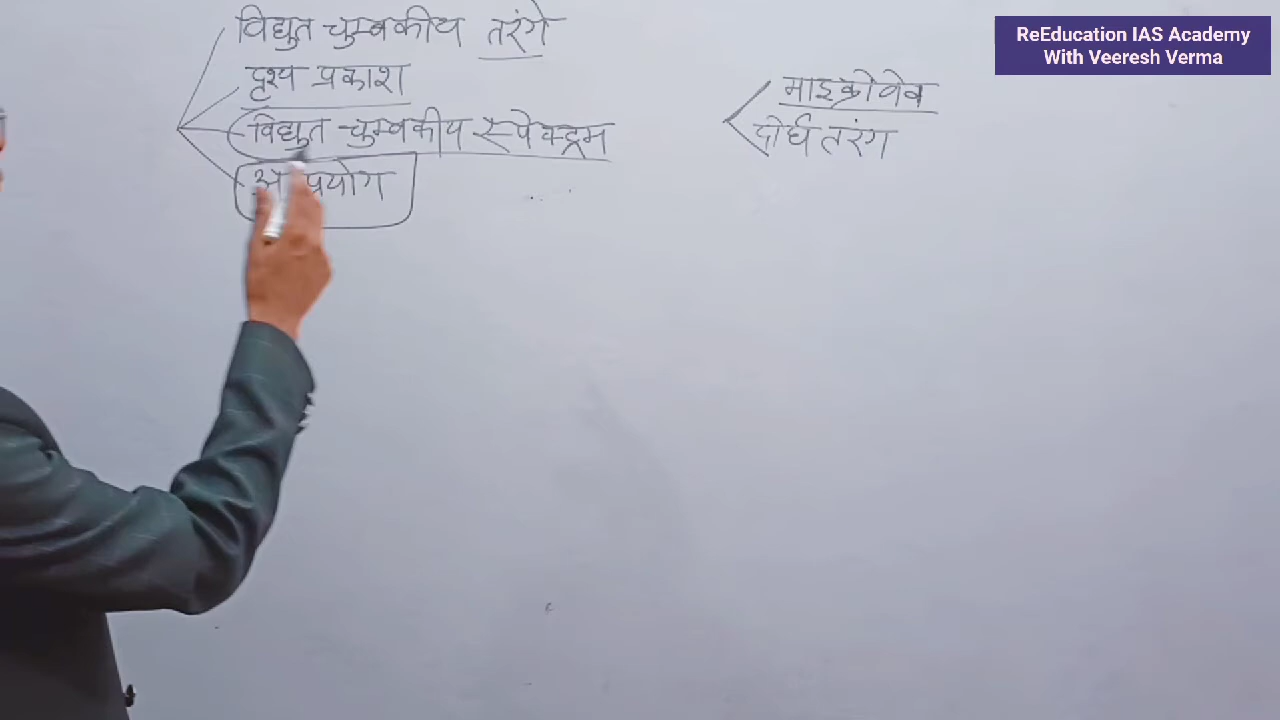 विद्युत चुम्बकीय तरंगे
दृश्य प्रकाश
विद्युत चुम्बकीय स्पेक्ट्रम
प्रयोग
माइक्रोवेव
दीर्घ तरंग
ReEducation IAS Academy
With Veeresh Verma